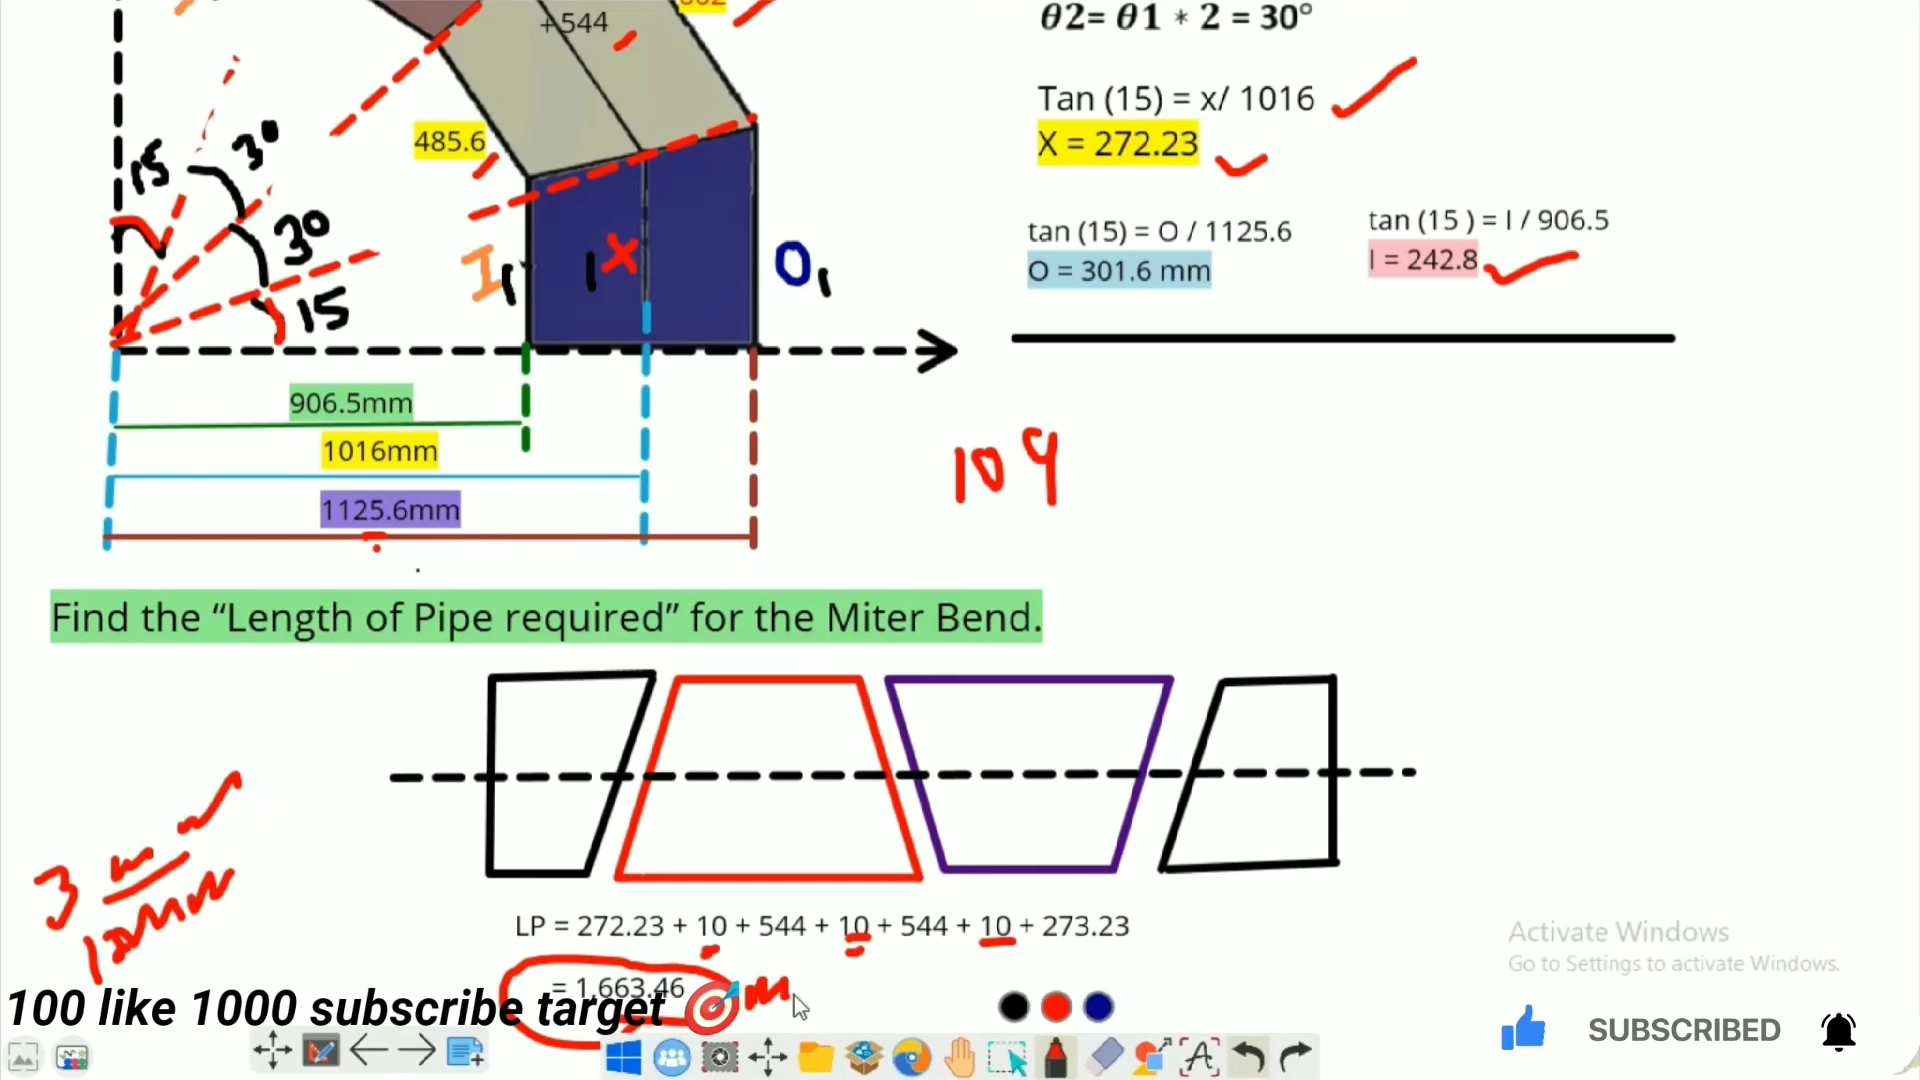 +544
θ2= θ1 * 2 = 30°
Tan (15) = x/ 1016
X = 272.23
485.6
15
30
30
15
I1
1
X
O1
tan (15) = O / 1125.6
O = 301.6 mm
tan (15 ) = I / 906.5
I = 242.8
906.5mm
1016mm
1125.6mm
109
Find the “Length of Pipe required” for the Miter Bend.
3
LP = 272.23 + 10 + 544 + 10 + 544 + 10 + 273.23
= 1,663.46
100 like 1000 subscribe target
Activate Windows
Go to Settings to activate Windows.
SUBSCRIBED
A